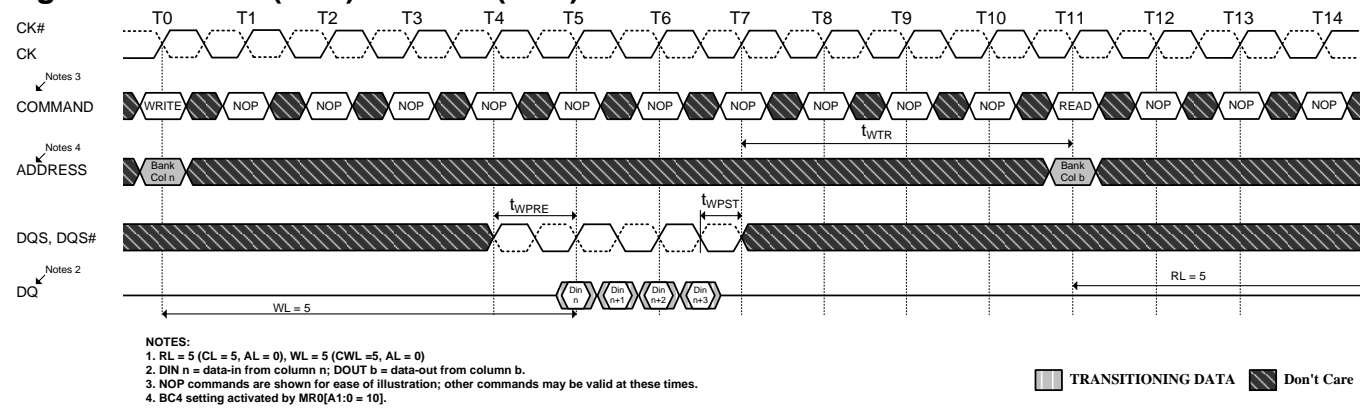 T0 T1 T2 T3 T4 T5 T6 T7 T8 T9 T10 T11 T12 T13 T14
CK#
CK
Notes 3
COMMAND
WRITE NOP NOP NOP NOP NOP NOP NOP NOP NOP NOP READ NOP NOP NOP
tWTR
Notes 4
ADDRESS
Bank Bank
Col n Col b
tWPRE tWPST
DQS, DQS#
Notes 2
DQ
Din Din Din Din
n n+1 n+2 n+3
RL = 5
WL = 5
NOTES:
1. RL = 5 (CL = 5, AL = 0), WL = 5 (CWL =5, AL = 0)
2. DIN n = data-in from column n; DOUT b = data-out from column b.
3. NOP commands are shown for ease of illustration; other commands may be valid at these times.
4. BC4 setting activated by MR0[A1:0 = 10].
TRANSITIONING DATA Don't Care